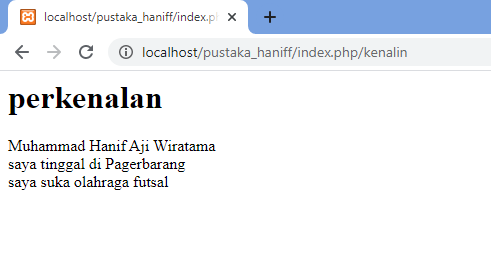 localhost/pustaka_haniff/index.p
localhost/pustaka_haniff/index.php/kenalin
perkenalan
Muhammad Hanif Aji Wiratama
saya tinggal di Pagerbarang
saya suka olahraga futsal